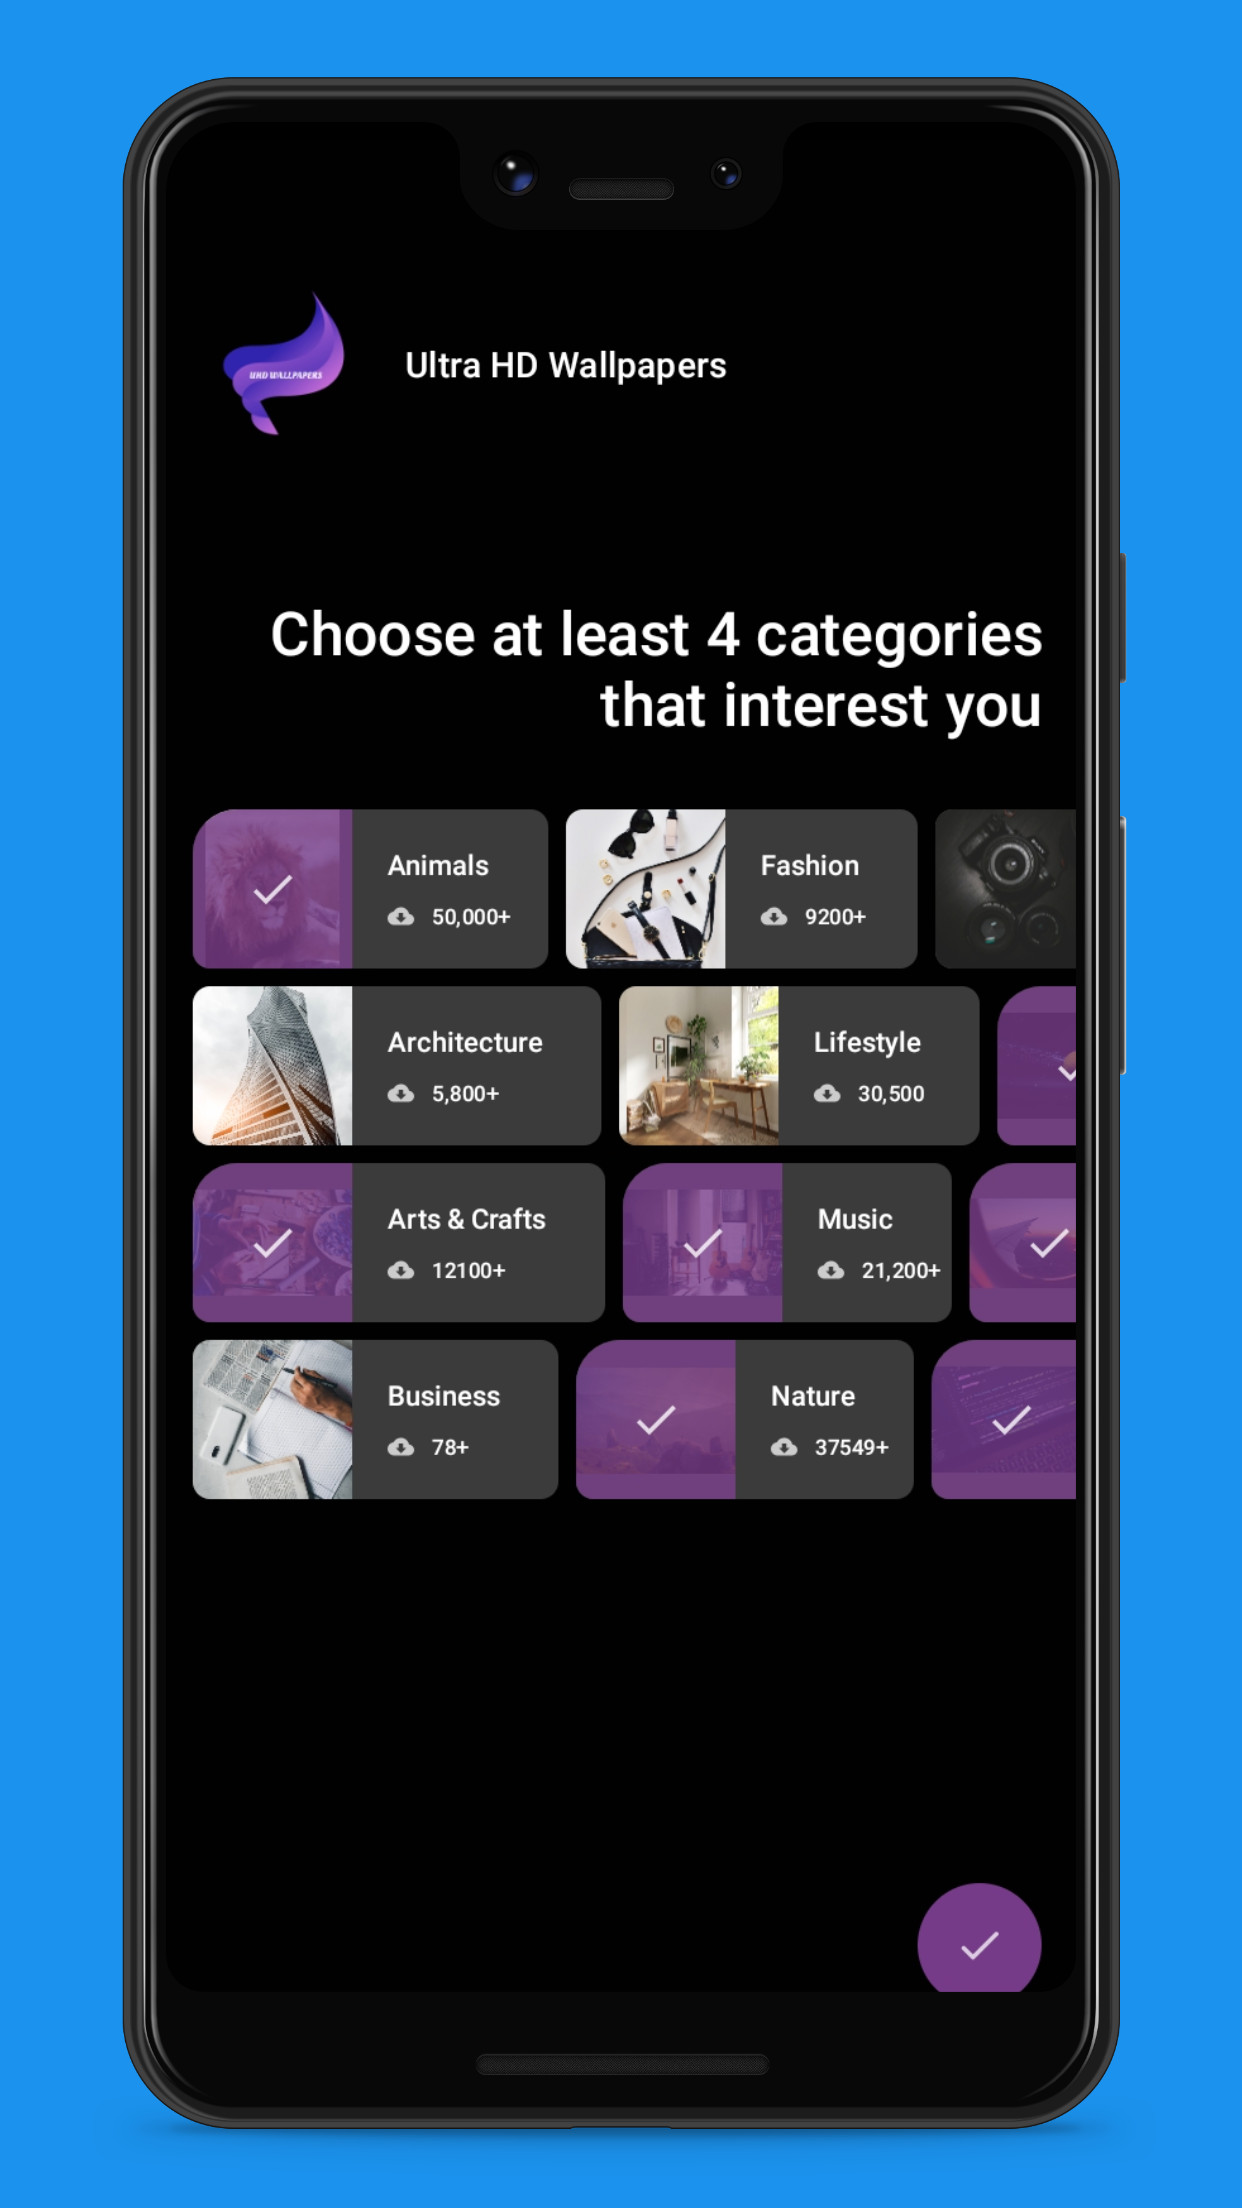 UHD WALLPAPERS
Ultra HD Wallpapers
Choose at least 4 categories
that interest you
Animals
50,000+
Fashion
9200+
Architecture
5,800+
Lifestyle
30,500
Arts & Crafts
12100+
Music
21,200+
Business
78+
Nature
37549+